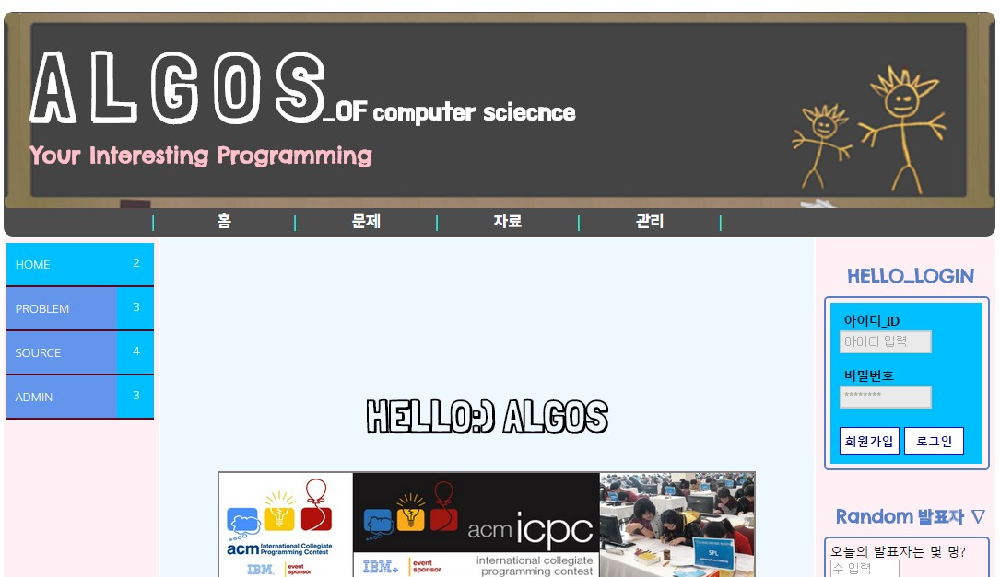 ALGOS_OF computer sciecnce
Your Interesting Programming
| 홈 | 문제 | 자료 | 관리 |
HOME 2
PROBLEM 3
SOURCE 4
ADMIN 3
HELLO:) ALGOS
acm International Collegiate
Programming Contest
IBM. event
sponsor
acm icpc
IBM. event
sponsor
international collegiate
programming contest
SPL
HELLO_LOGIN
아이디_ID
아이디 입력
비밀번호
********
회원가입 로그인
Random 발표자 ▽
오늘의 발표자는 몇 명?
수 입력